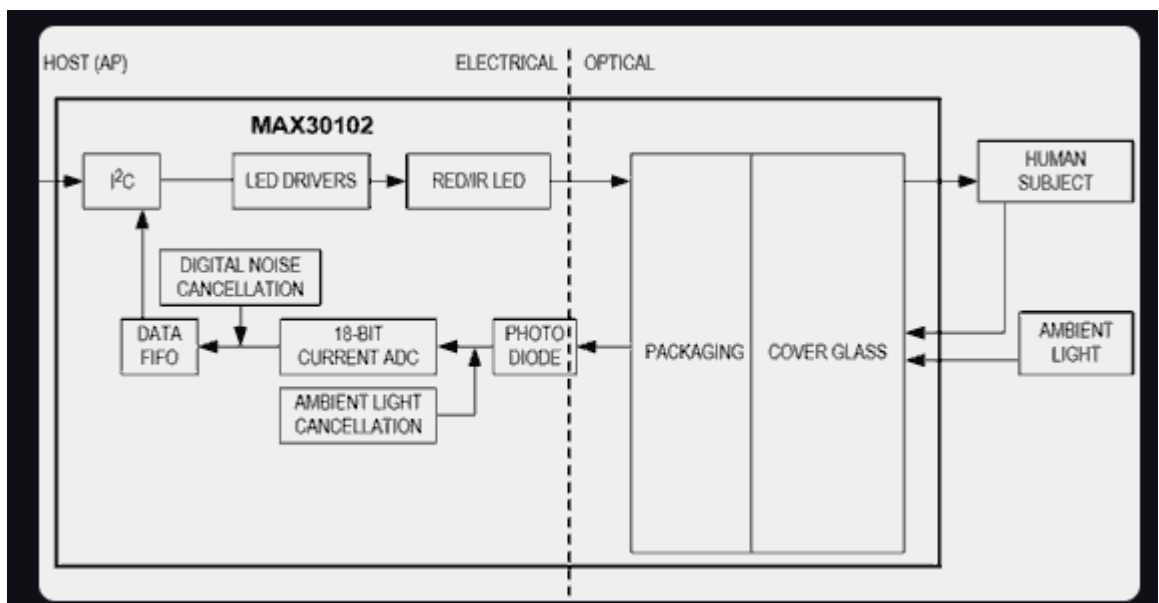 HOST (AP)
ELECTRICAL
OPTICAL
MAX30102
I²C
LED DRIVERS
RED/IR LED
HUMAN
SUBJECT
DIGITAL NOISE
CANCELLATION
DATA
FIFO
18-BIT
CURRENT ADC
PHOTO
DIODE
PACKAGING
COVER GLASS
AMBIENT
LIGHT
AMBIENT LIGHT
CANCELLATION